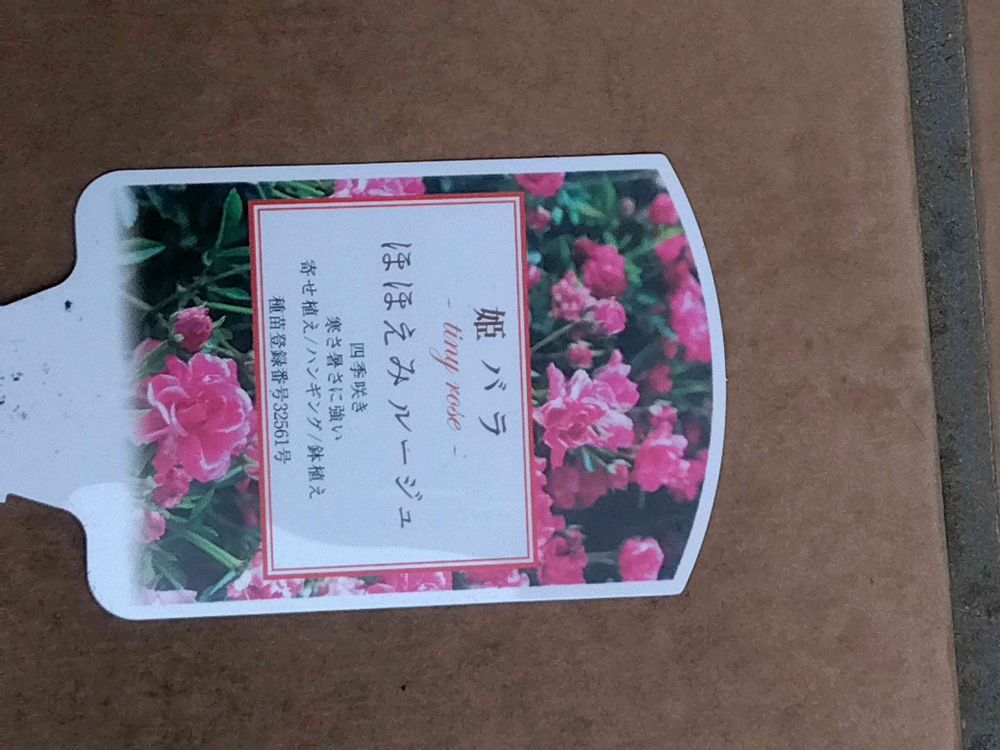 姫バラ
- tiny rose -
ほほえみルージュ
四季咲き
寒さ暑さに強い
寄せ植え/ハンギング/鉢植え
種苗登録番号32561号